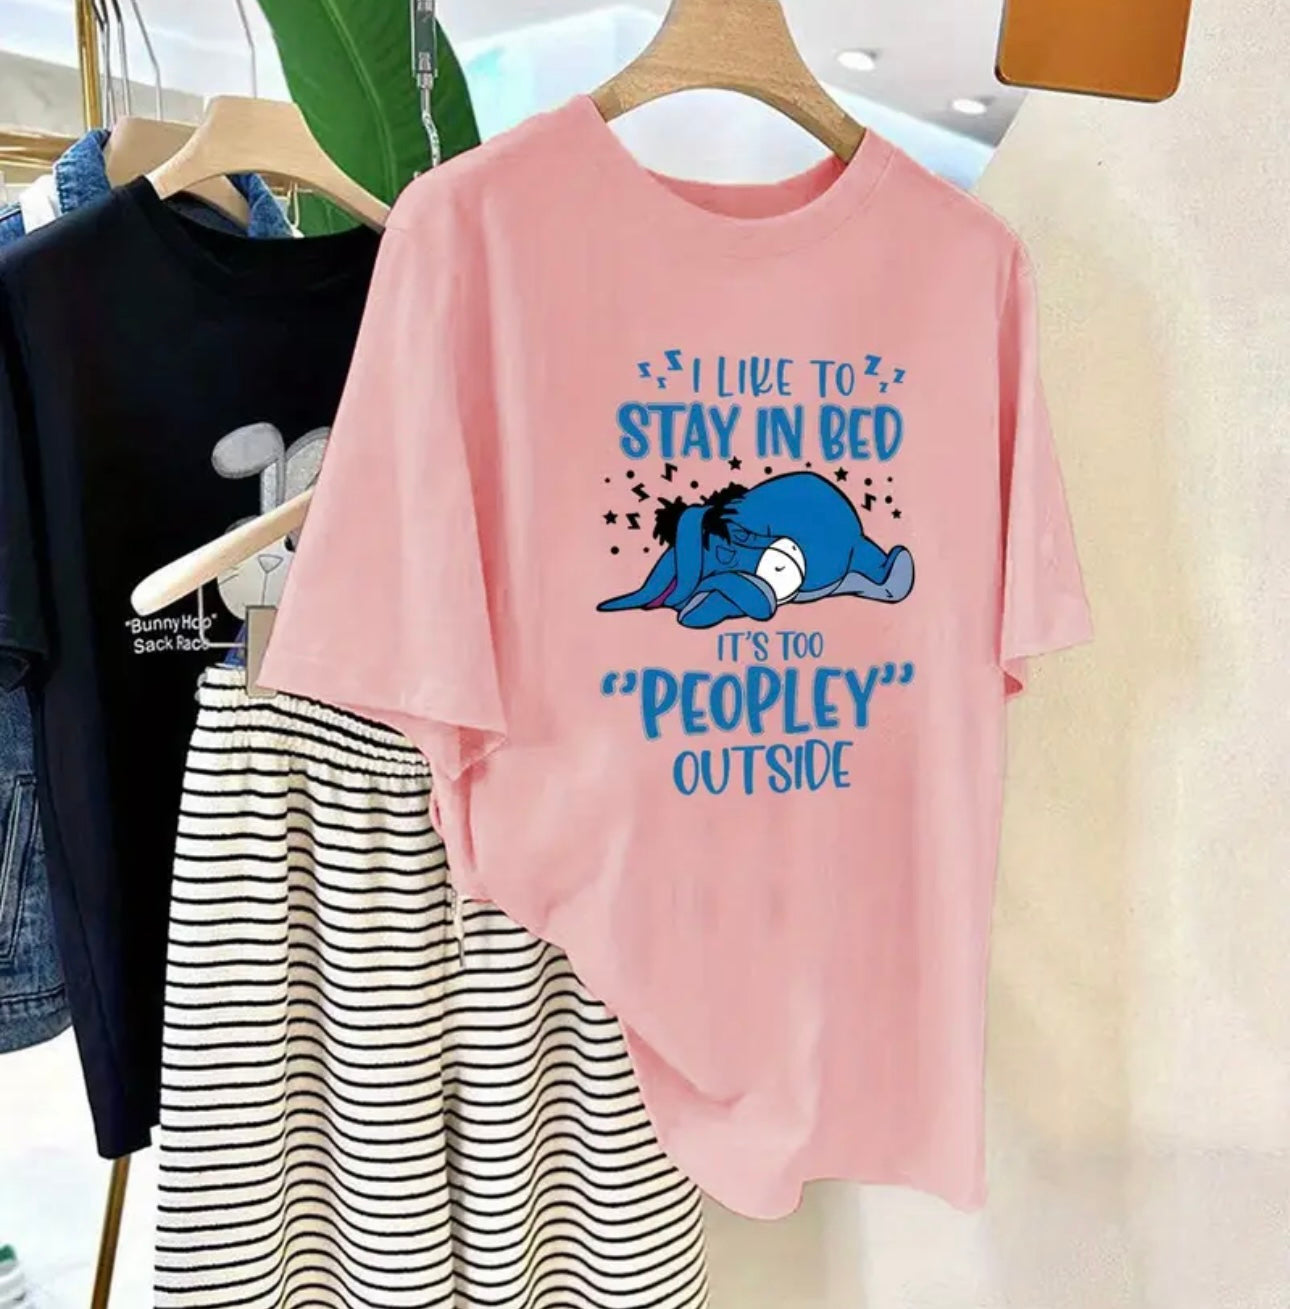 I LIKE TO
STAY IN BED
IT'S TOO
"PEOPLEY"
OUTSIDE
"Bunny Hop"
Sack Race